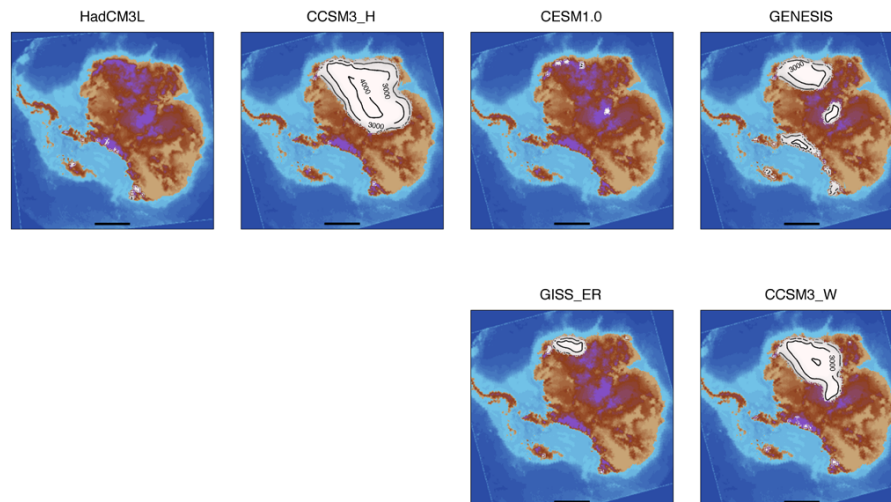 HadCM3L
CCSM3_H
CESM1.0
GENESIS
4000
3000
3000
3000
GISS_ER
CCSM3_W
3000